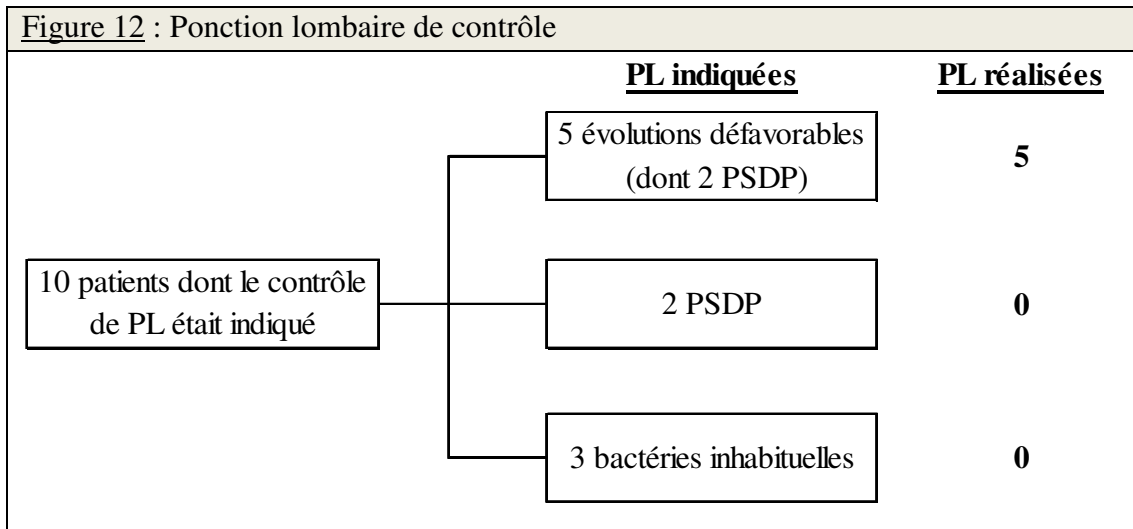 Figure 12 : Ponction lombaire de contrôle
PL indiquées
PL réalisées
5 évolutions défavorables
(dont 2 PSDP)
5
10 patients dont le contrôle
de PL était indiqué
2 PSDP
0
3 bactéries inhabituelles
0